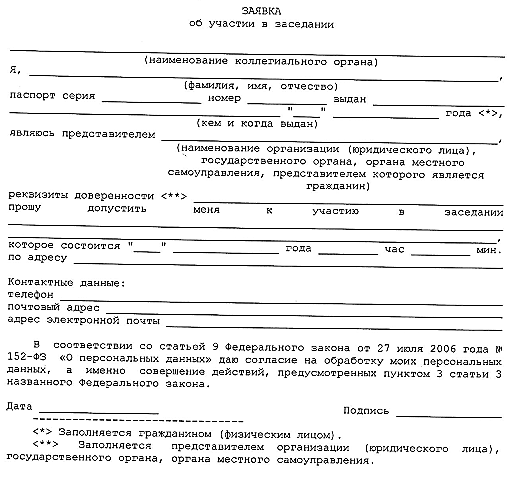 ЗАЯВКА
об участии в заседании
(наименование коллегиального органа)
Я, ,
(фамилия, имя, отчество)
паспорт серия номер выдан
" " года <*>,
(кем и когда выдан)
являюсь представителем ,
(наименование организации (юридического лица),
государственного органа, органа местного
самоуправления, представителем которого является
гражданин)
реквизиты доверенности <**>
прошу допустить меня к участию в заседании
,
которое состоится " " года час мин.
по адресу
Контактные данные:
телефон
почтовый адрес
адрес электронной почты
В соответствии со статьей 9 Федерального закона от 27 июля 2006 года №
152-ФЗ «О персональных данных» даю согласие на обработку моих персональных
данных, а именно совершение действий, предусмотренных пунктом 3 статьи 3
названного Федерального закона.
Дата Подпись
<*> Заполняется гражданином (физическим лицом).
<**> Заполняется представителем организации (юридического лица),
государственного органа, органа местного самоуправления.